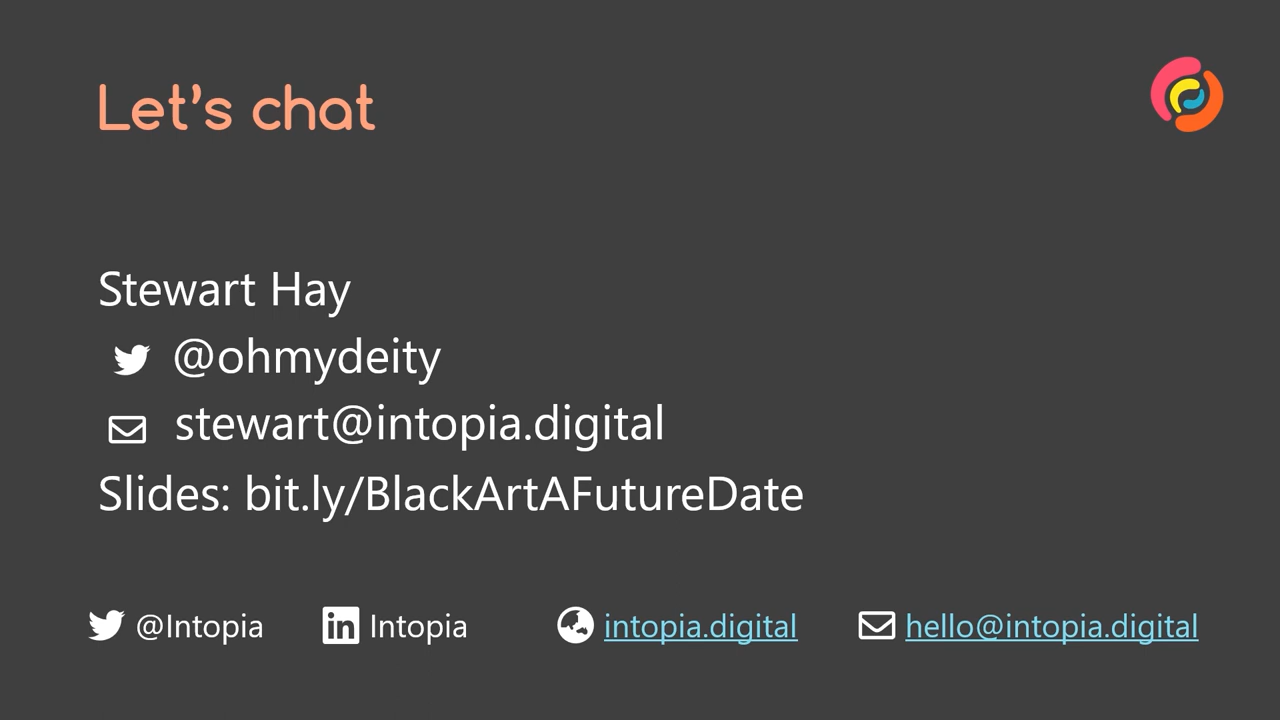 Let's chat
Stewart Hay
@ohmydeity
stewart@intopia.digital
Slides: bit.ly/BlackArtAFutureDate
@Intopia in Intopia intopia.digital hello@intopia.digital